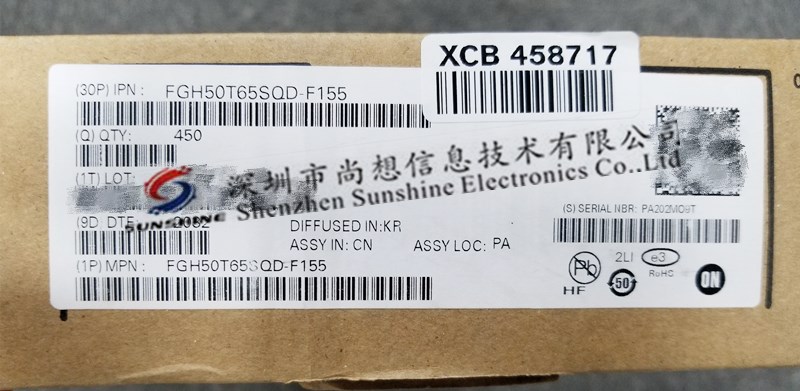 XCB 458717
(30P) IPN : FGH50T65SQD-F155
(Q) QTY: 450
(1T) LOT:
深圳市尚想信息技术有限公司
Shenzhen Sunshine Electronics Co.,Ltd
SUNSHINE
(S) SERIAL NBR: PA202MO9T
(9D) DTE
DIFFUSED IN:KR
ASSY IN: CN ASSY LOC: PA
(1P) MPN : FGH50T65SQD-F155
Pb 2LI e3
HF 50 RoHS ON